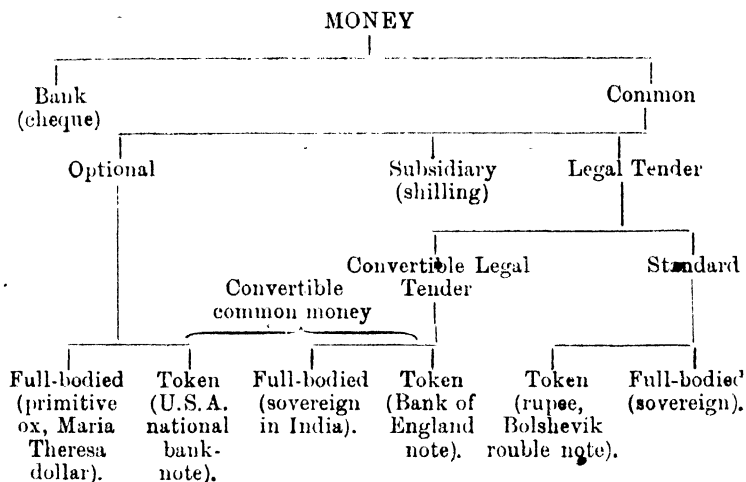 MONEY
Bank
(cheque)
Common
Optional
Subsidiary
(shilling)
Legal Tender
Convertible Legal
Tender
Standard
Convertible
common money
Full-bodied
(primitive
ox, Maria
Theresa
dollar).
Token
(U.S.A.
national
bank-
note).
Full-bodied
(sovereign
in India).
Token
(Bank of
England
note).
Token
(rupee,
Bolshevik
rouble note).
Full-bodied
(sovereign).